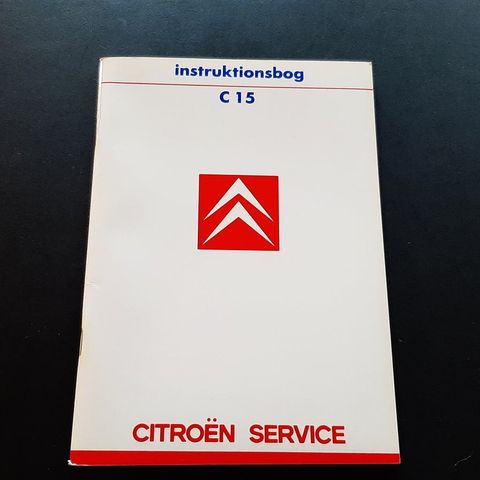 instruktionsbog
C 15
CITROËN SERVICE